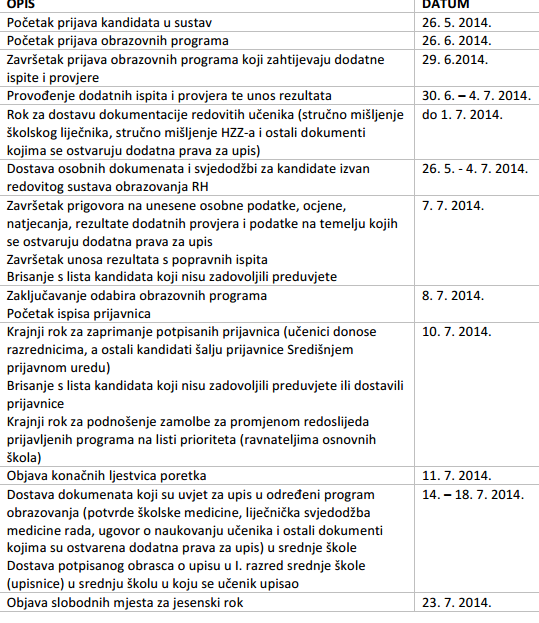 OPIS DATUM
Početak prijava kandidata u sustav 26. 5. 2014.
Početak prijava obrazovnih programa 26. 6. 2014.
Završetak prijava obrazovnih programa koji zahtijevaju dodatne 29. 6.2014.
ispite i provjere
Provođenje dodatnih ispita i provjera te unos rezultata 30. 6. – 4. 7. 2014.
Rok za dostavu dokumentacije redovitih učenika (stručno mišljenje do 1. 7. 2014.
školskog liječnika, stručno mišljenje HZZ-a i ostali dokumenti
kojima se ostvaruju dodatna prava za upis)
Dostava osobnih dokumenata i svjedodžbi za kandidate izvan 26. 5. - 4. 7. 2014.
redovitog sustava obrazovanja RH
Završetak prigovora na unesene osobne podatke, ocjene, 7. 7. 2014.
natjecanja, rezultate dodatnih provjera i podatke na temelju kojih
se ostvaruju dodatna prava za upis
Završetak unosa rezultata s popravnih ispita
Brisanje s lista kandidata koji nisu zadovoljili preduvjete
Zaključavanje odabira obrazovnih programa 8. 7. 2014.
Početak ispisa prijavnica
Krajnji rok za zaprimanje potpisanih prijavnica (učenici donose 10. 7. 2014.
razrednicima, a ostali kandidati šalju prijavnice Središnjem
prijavnom uredu)
Brisanje s lista kandidata koji nisu zadovoljili preduvjete ili dostavili
prijavnice
Krajnji rok za podnošenje zamolbe za promjenom redoslijeda
prijavljenih programa na listi prioriteta (ravnateljima osnovnih
škola)
Objava konačnih ljestvica poretka 11. 7. 2014.
Dostava dokumenata koji su uvjet za upis u određeni program 14. – 18. 7. 2014.
obrazovanja (potvrde školske medicine, liječnička svjedodžba
medicine rada, ugovor o naukovanju učenika i ostali dokumenti
kojima su ostvarena dodatna prava za upis) u srednje škole
Dostava potpisanog obrasca o upisu u I. razred srednje škole
(upisnice) u srednju školu u koju se učenik upisao
Objava slobodnih mjesta za jesenski rok 23. 7. 2014.